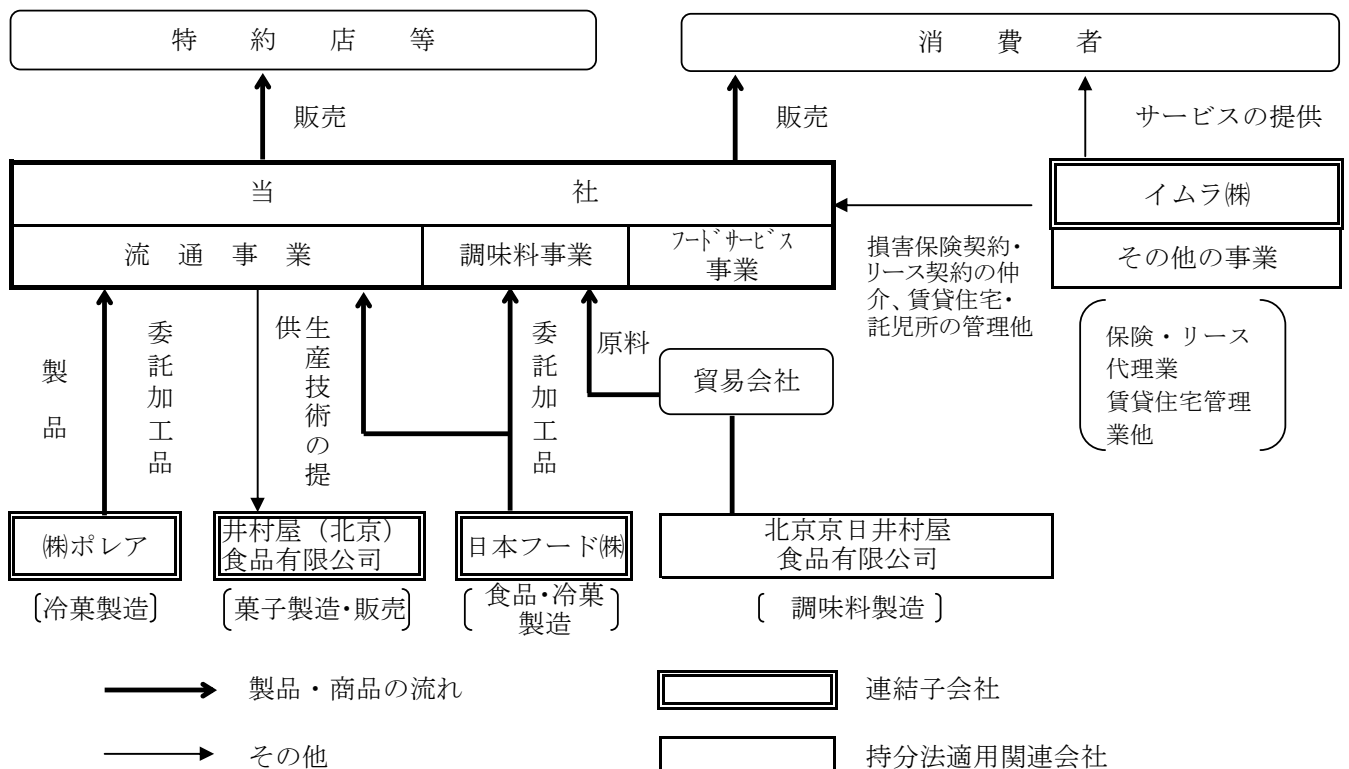 特約店等
消費者
販売
販売
サービスの提供
当社
イムラ㈱
流通事業
調味料事業
ﾌｰﾄﾞｻｰﾋﾞｽ
事業
その他の事業
損害保険契約・
リース契約の仲
介、賃貸住宅・
託児所の管理他
保険・リース
代理業
賃貸住宅管理
業他
製品
委託加工品
生産技術の提
供
委託加工品
原料
貿易会社
㈱ポレア
井村屋（北京）
食品有限公司
日本フード㈱
北京京日井村屋
食品有限公司
〔冷菓製造〕
〔菓子製造・販売〕
〔食品・冷菓
製造〕
〔調味料製造〕
製品・商品の流れ
連結子会社
その他
持分法適用関連会社